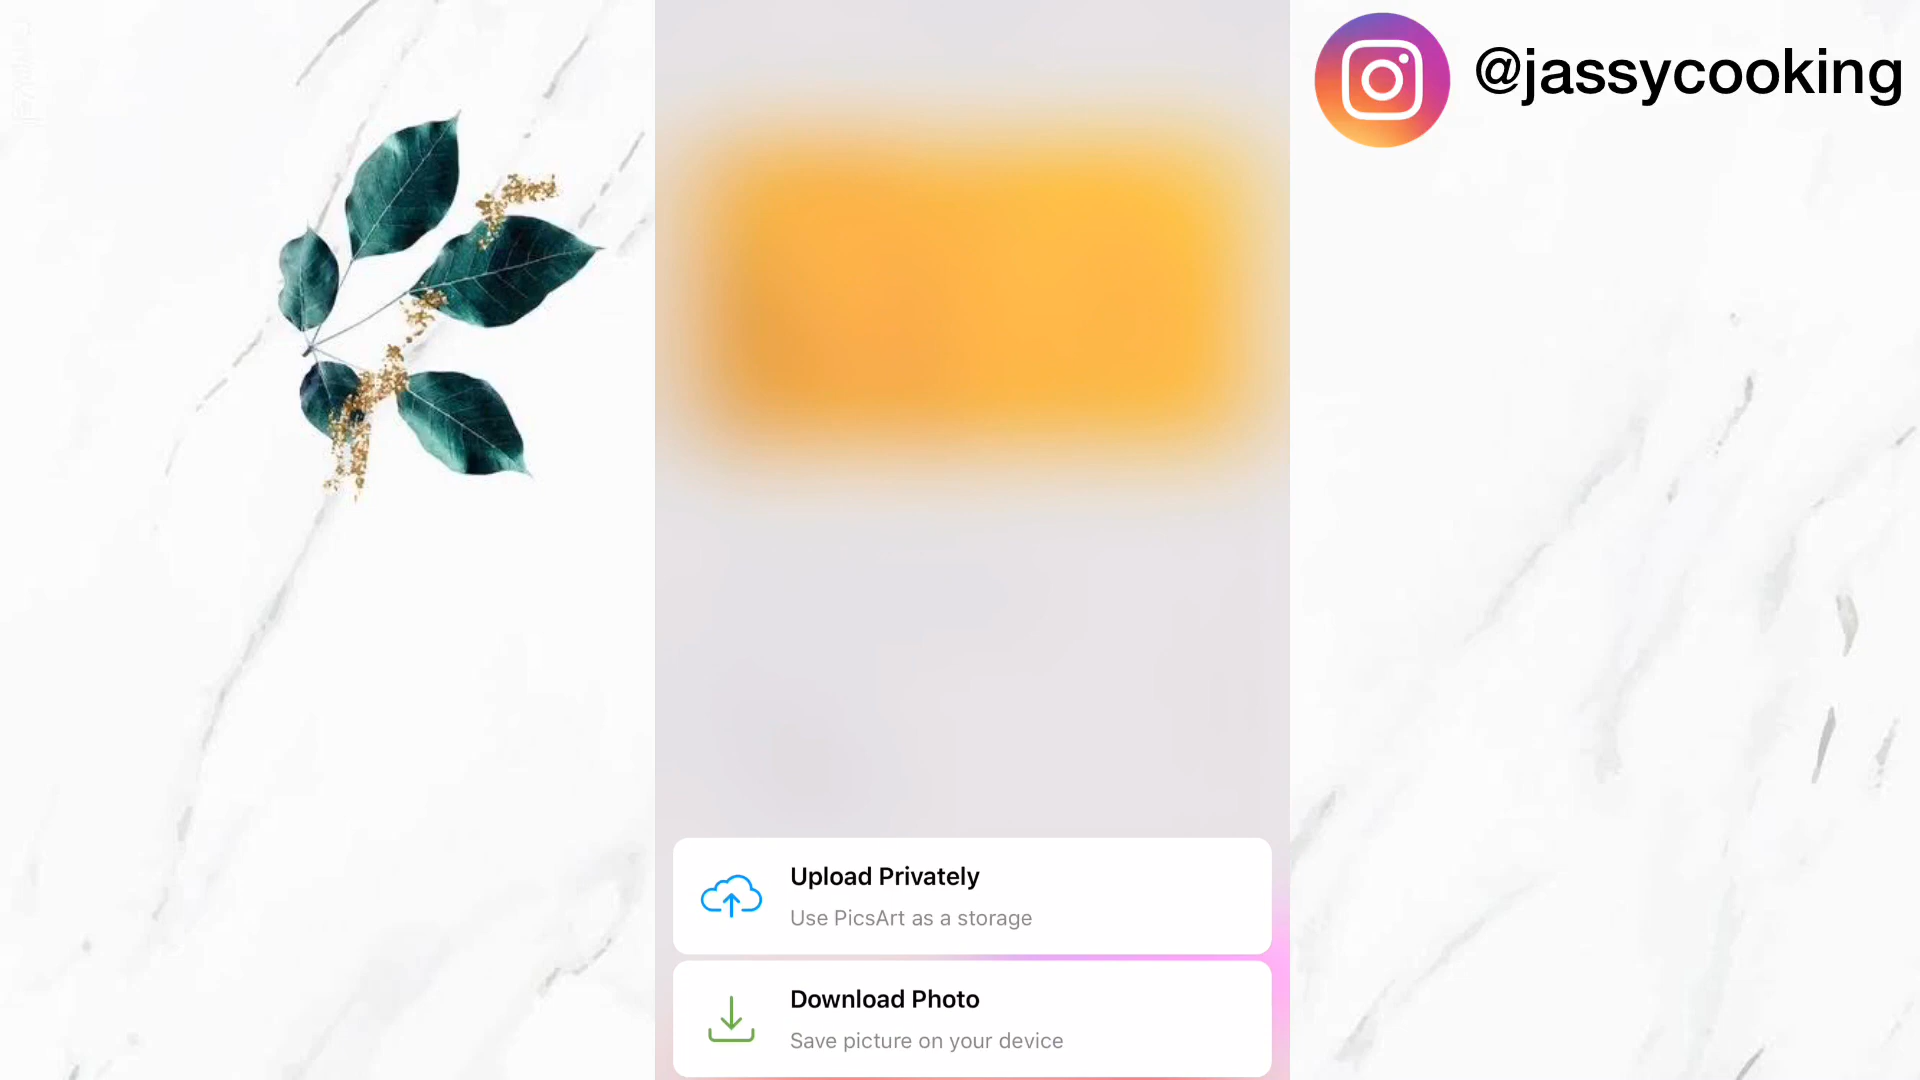 @jassycooking
Upload Privately
Use PicsArt as a storage
Download Photo
Save picture on your device